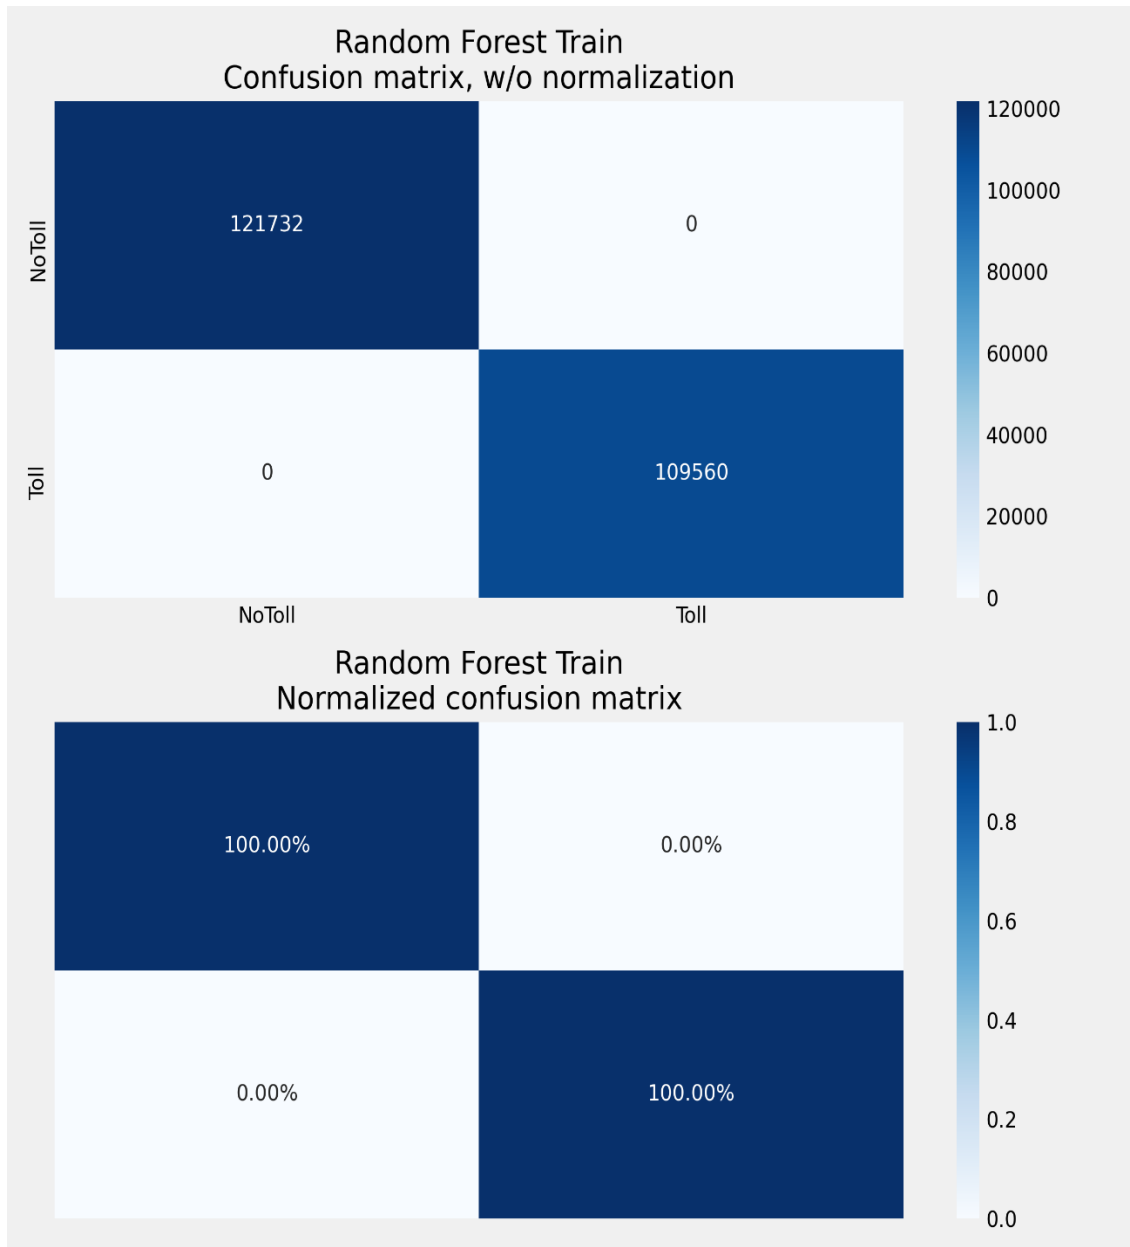 Random Forest Train
Confusion matrix, w/o normalization
NoToll
121732
0
Toll
0
109560
NoToll
Toll
120000
100000
80000
60000
40000
20000
0
Random Forest Train
Normalized confusion matrix
100.00%
0.00%
0.00%
100.00%
1.0
0.8
0.6
0.4
0.2
0.0